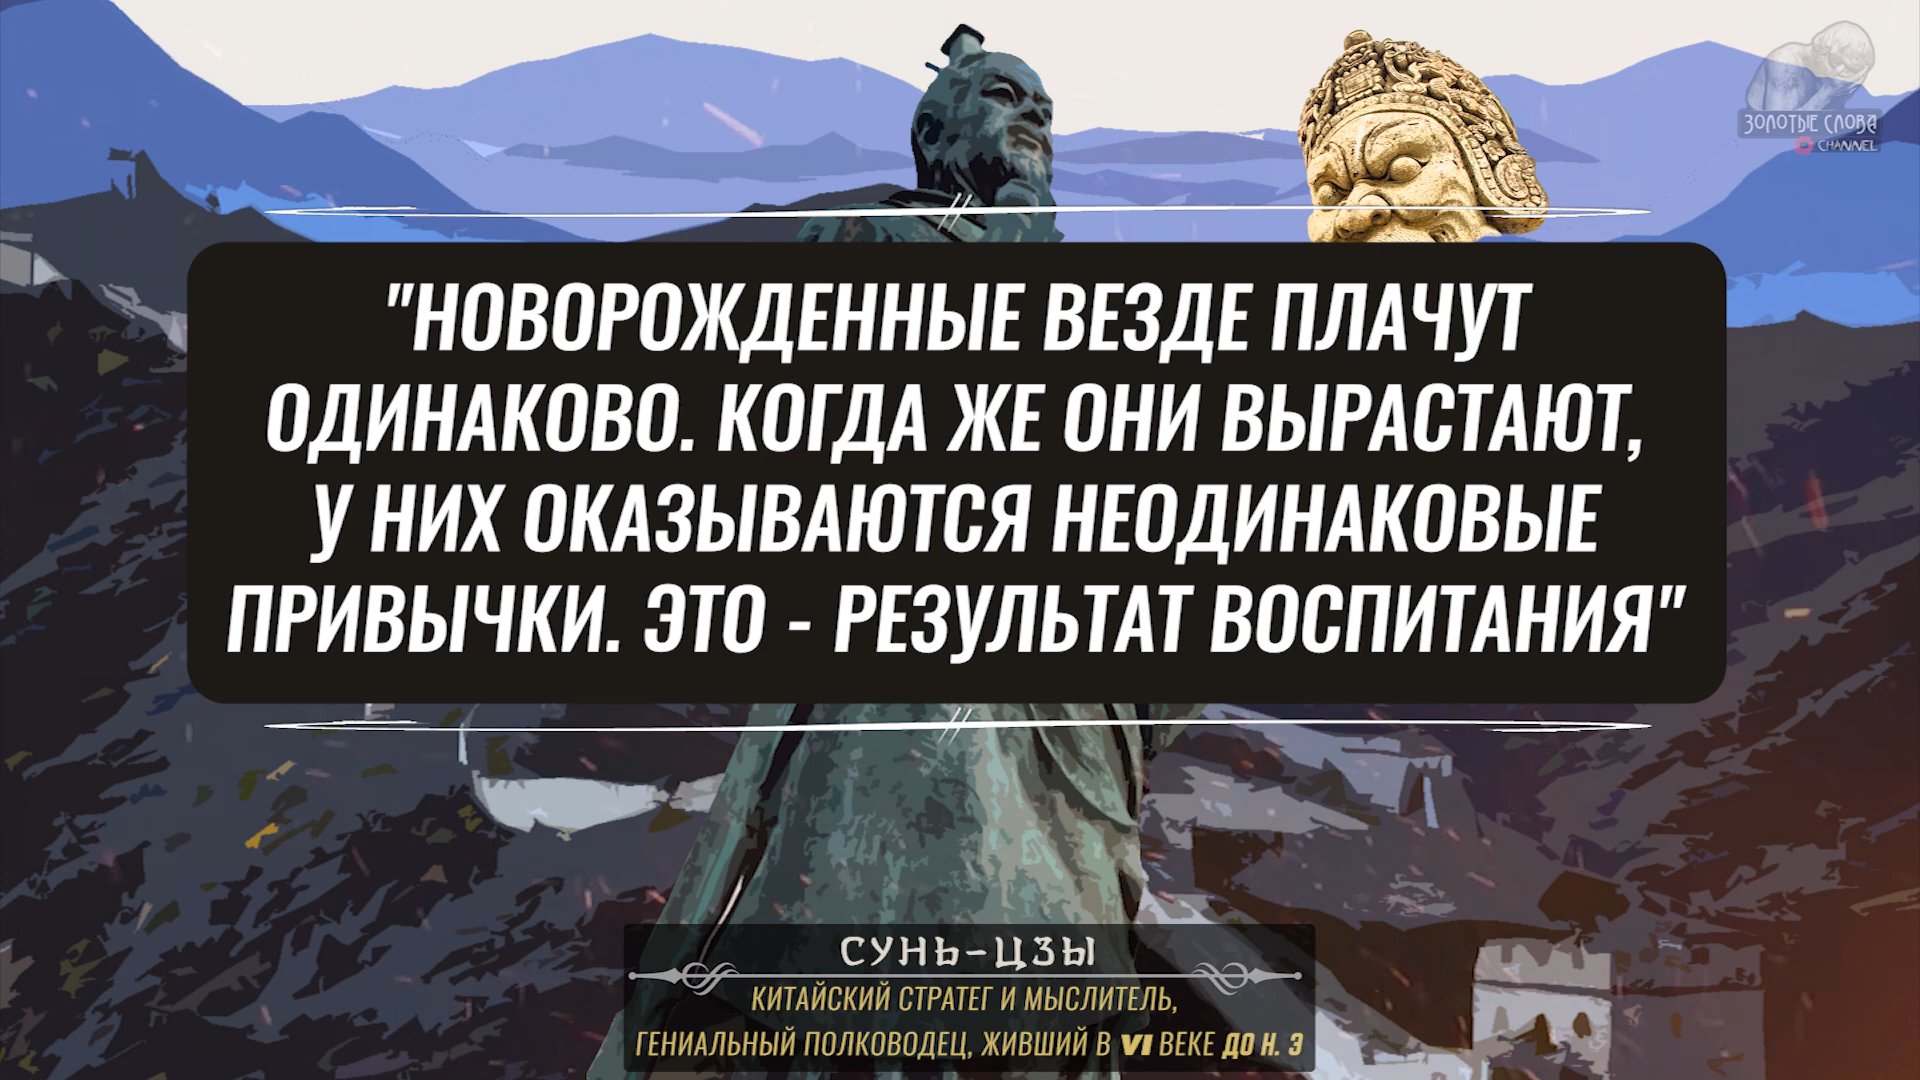 ЗОЛОТЫЕ СЛОВА
CHANNEL
"НОВОРОЖДЕННЫЕ ВЕЗДЕ ПЛАЧУТ
ОДИНАКОВО. КОГДА ЖЕ ОНИ ВЫРАСТАЮТ,
У НИХ ОКАЗЫВАЮТСЯ НЕОДИНАКОВЫЕ
ПРИВЫЧКИ. ЭТО - РЕЗУЛЬТАТ ВОСПИТАНИЯ"
СУНЬ-ЦЗЫ
КИТАЙСКИЙ СТРАТЕГ И МЫСЛИТЕЛЬ,
ГЕНИАЛЬНЫЙ ПОЛКОВОДЕЦ, ЖИВШИЙ В VI ВЕКЕ ДО Н. Э